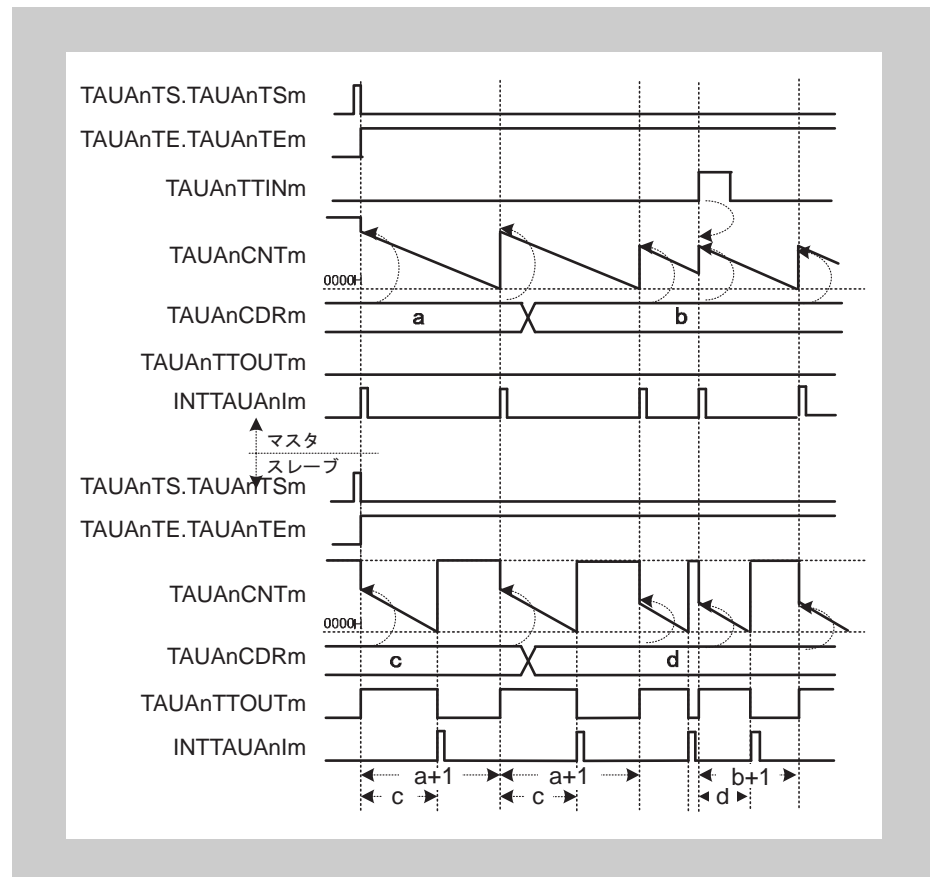 TAUAnTS.TAUAnTSm
TAUAnTE.TAUAnTEm
TAUAnTTINm
TAUAnCNTm
0000H
TAUAnCDRm
a
b
TAUAnTTOUTm
INTTAUAnIm
マスタ
スレーブ
TAUAnTS.TAUAnTSm
TAUAnTE.TAUAnTEm
TAUAnCNTm
0000H
TAUAnCDRm
c
d
TAUAnTTOUTm
INTTAUAnIm
a+1
a+1
b+1
c
c
d